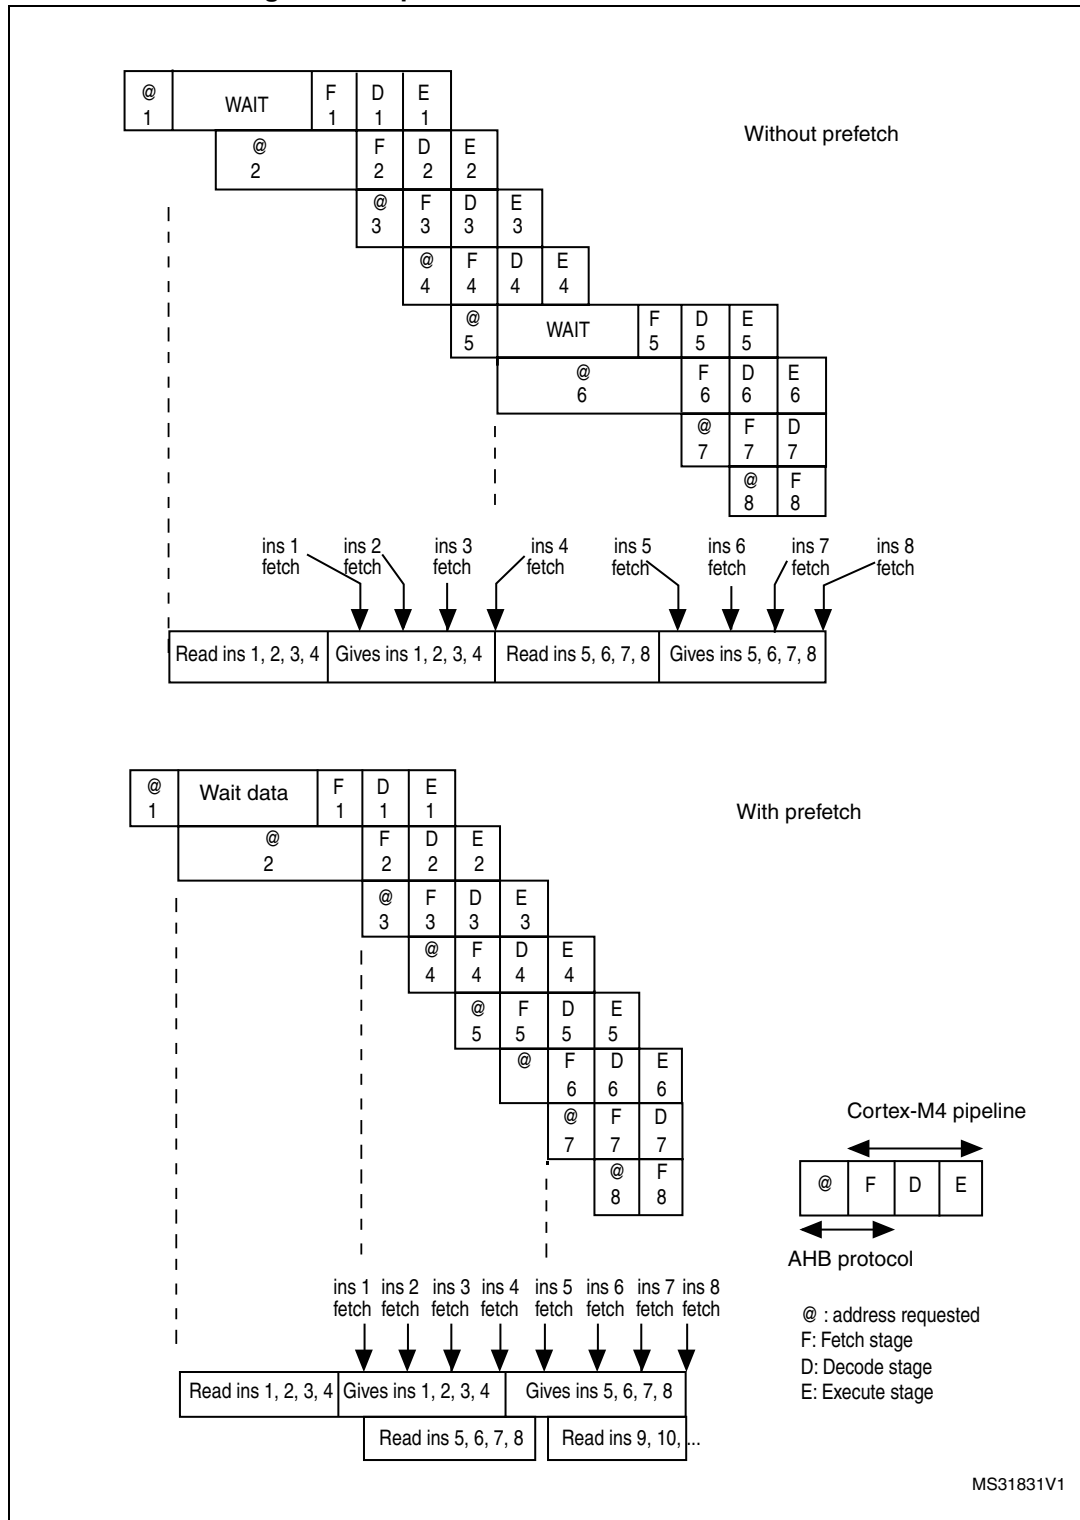 @ WAIT F D E
1 1 1 1
Without prefetch
@ F D E
2 2 2 2
@ F D E
3 3 3 3
@ F D E
4 4 4 4
@ WAIT F D E
5 5 5 5
@ F D E
6 6 6 6
@ F D
7 7 7
@ F
8 8
ins 1 ins 2 ins 3 ins 4 ins 5 ins 6 ins 7 ins 8
fetch fetch fetch fetch fetch fetch fetch fetch
Read ins 1, 2, 3, 4 Gives ins 1, 2, 3, 4 Read ins 5, 6, 7, 8 Gives ins 5, 6, 7, 8
@ Wait data F D E
1 1 1 1
With prefetch
@ F D E
2 2 2 2
@ F D E
3 3 3 3
@ F D E
4 4 4 4
@ F D E
5 5 5 5
@ F D E
6 6 6
@ F D
7 7 7
@ F
8 8
Cortex-M4 pipeline
@ F D E
AHB protocol
ins 1 ins 2 ins 3 ins 4 ins 5 ins 6 ins 7 ins 8
fetch fetch fetch fetch fetch fetch fetch fetch
@ : address requested
F: Fetch stage
D: Decode stage
E: Execute stage
Read ins 1, 2, 3, 4 Gives ins 1, 2, 3, 4 Gives ins 5, 6, 7, 8
Read ins 5, 6, 7, 8 Read ins 9, 10, ...
MS31831V1